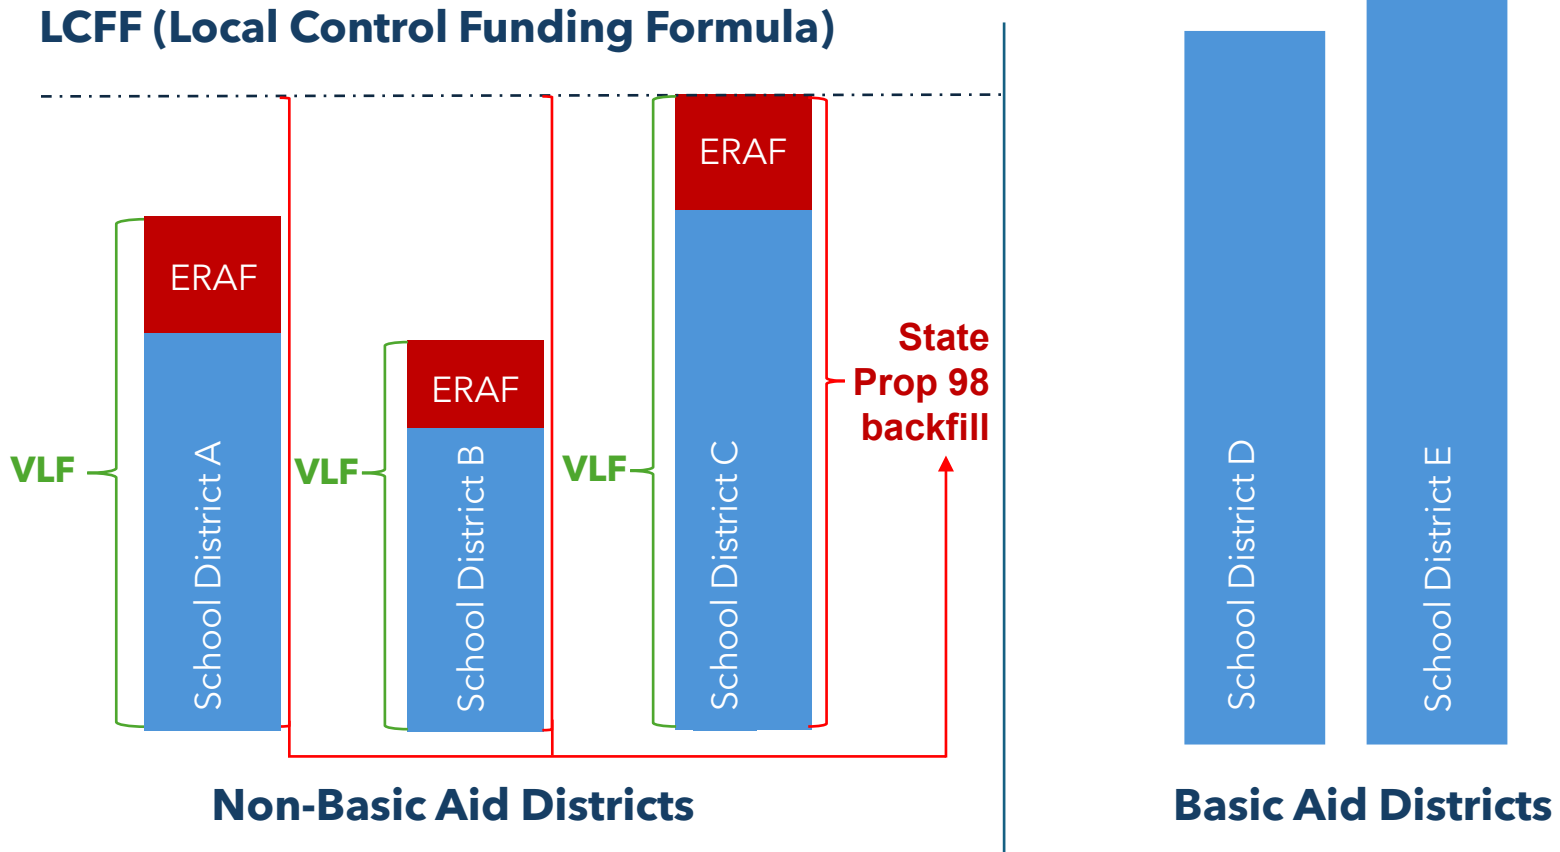 LCFF (Local Control Funding Formula)
ERAF
ERAF
ERAF
State
Prop 98
backfill
VLF
VLF
VLF
School District A
School District B
School District C
School District D
School District E
Non-Basic Aid Districts
Basic Aid Districts